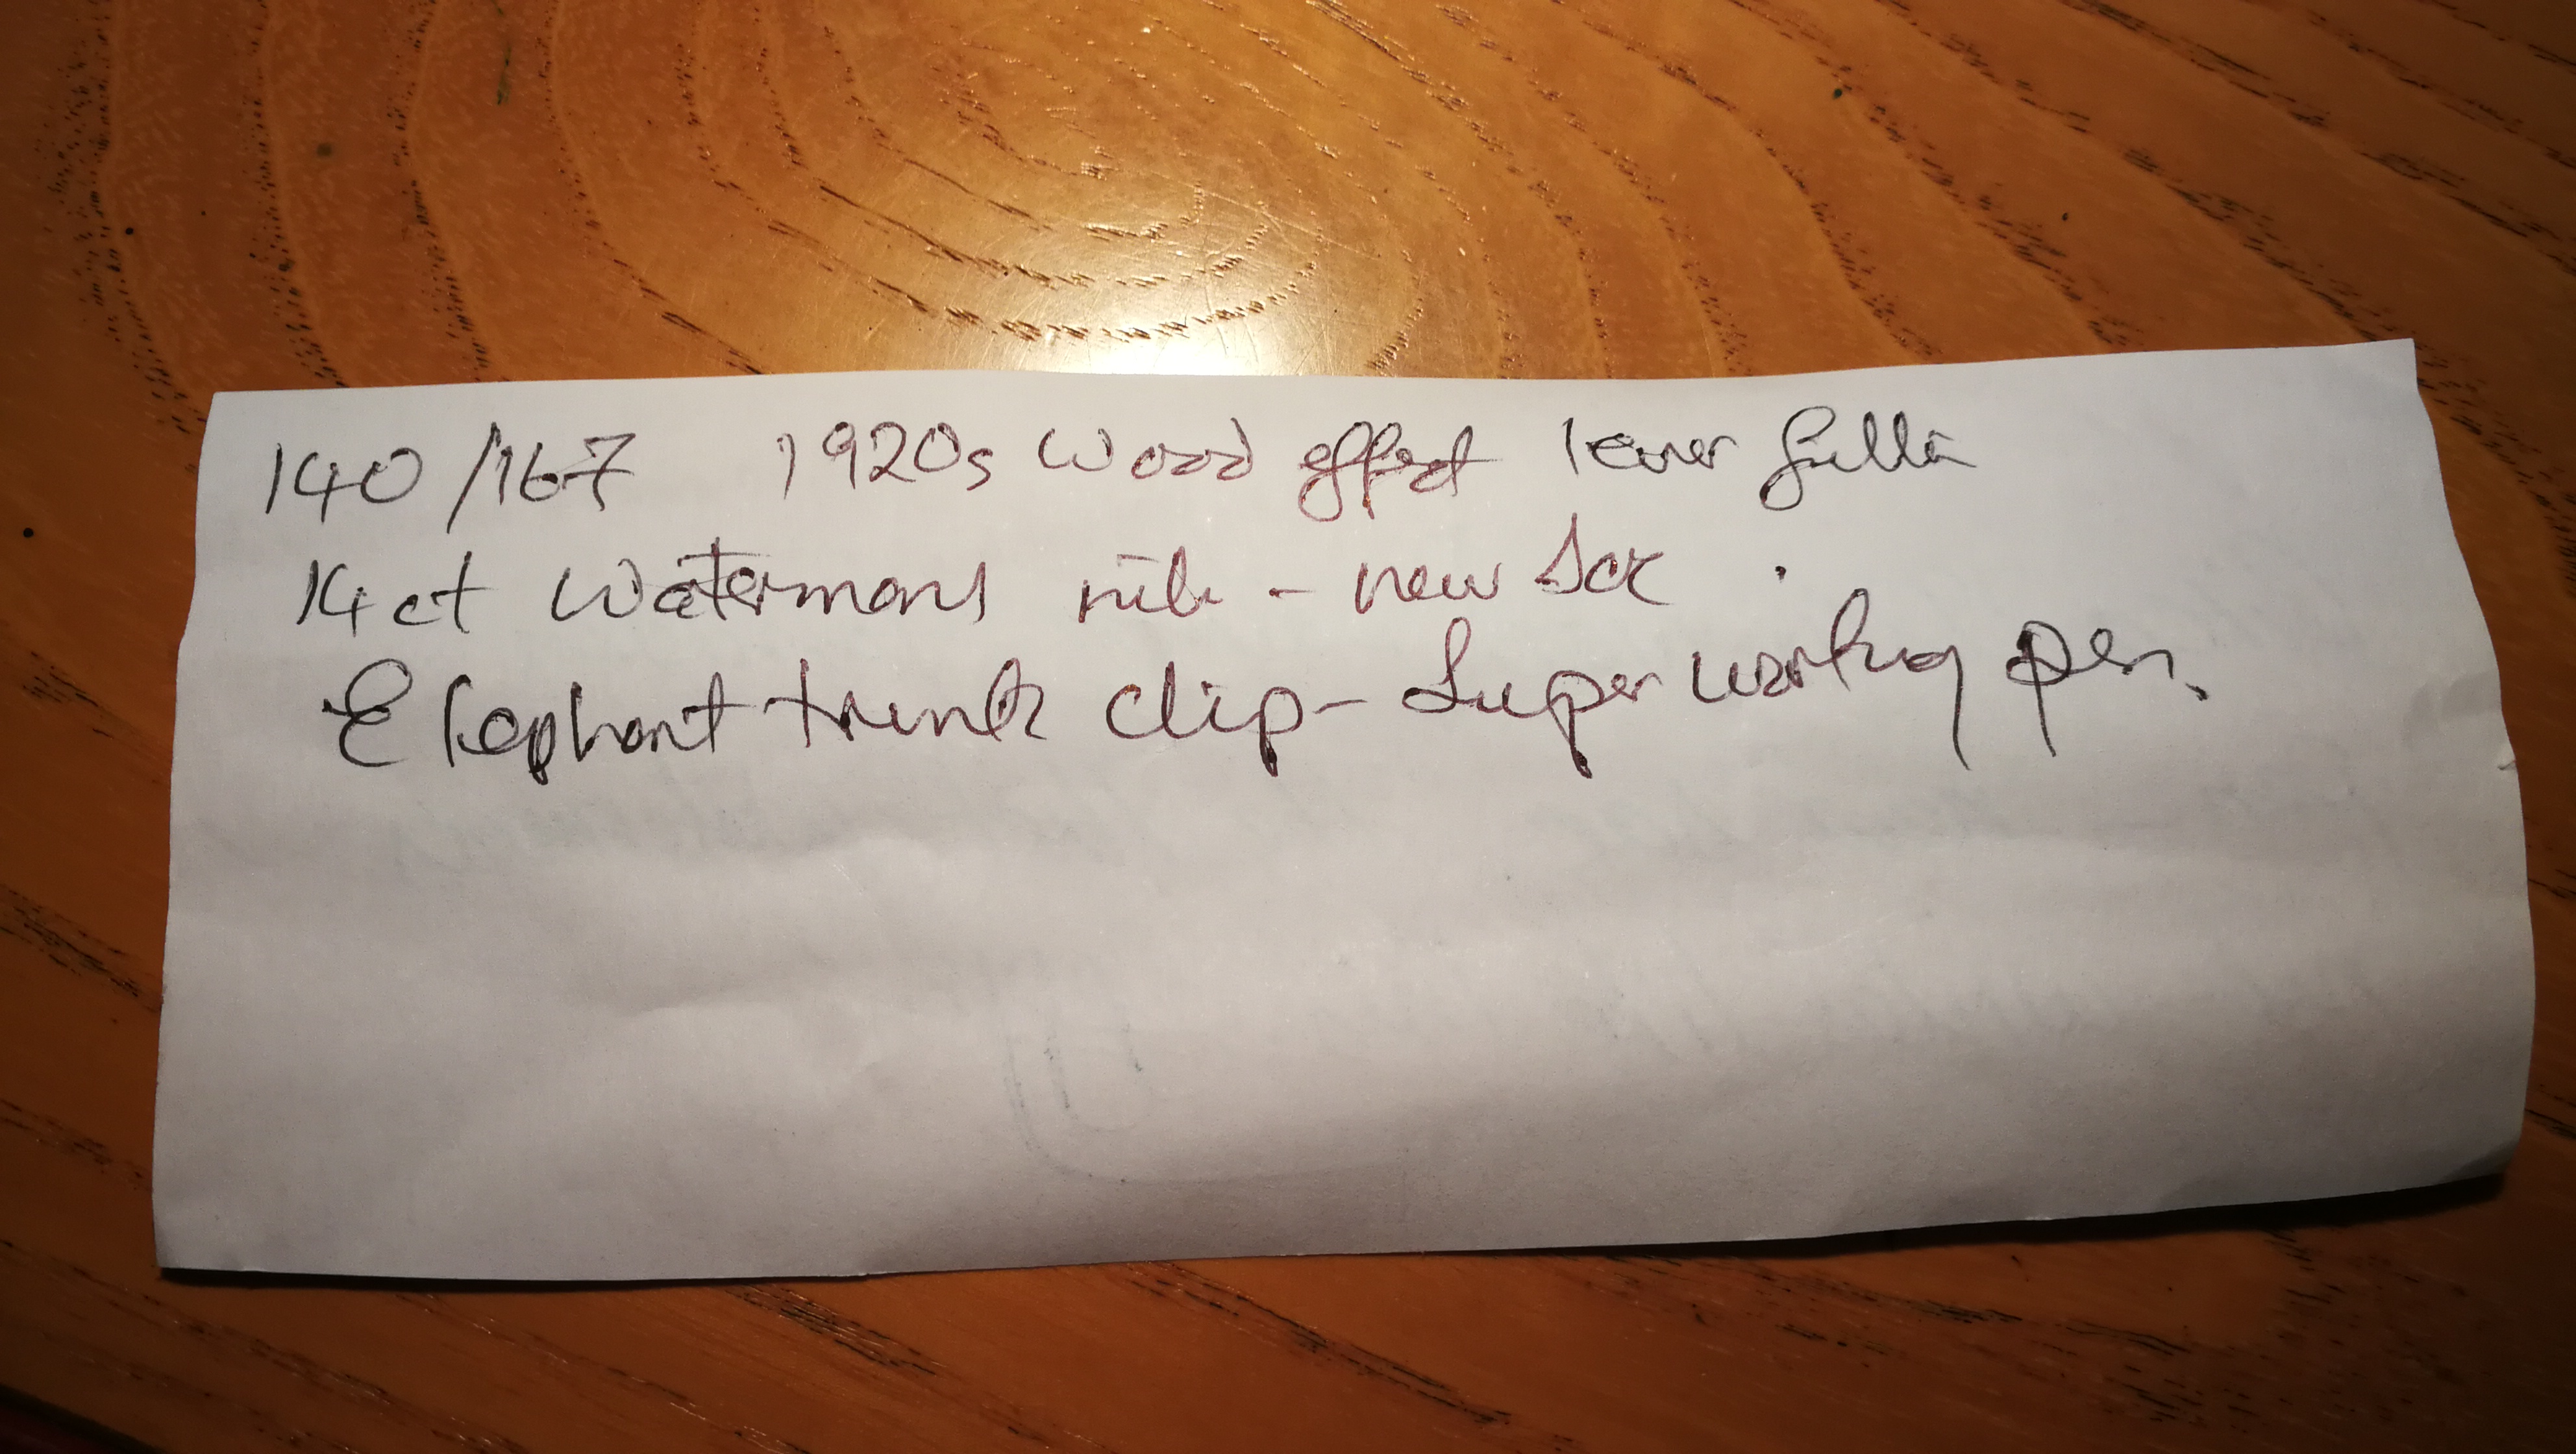 140/167 1920s wood effect lever filler
14ct Watermans nib - new sac.
Elephant trunk clip - Super working pen.